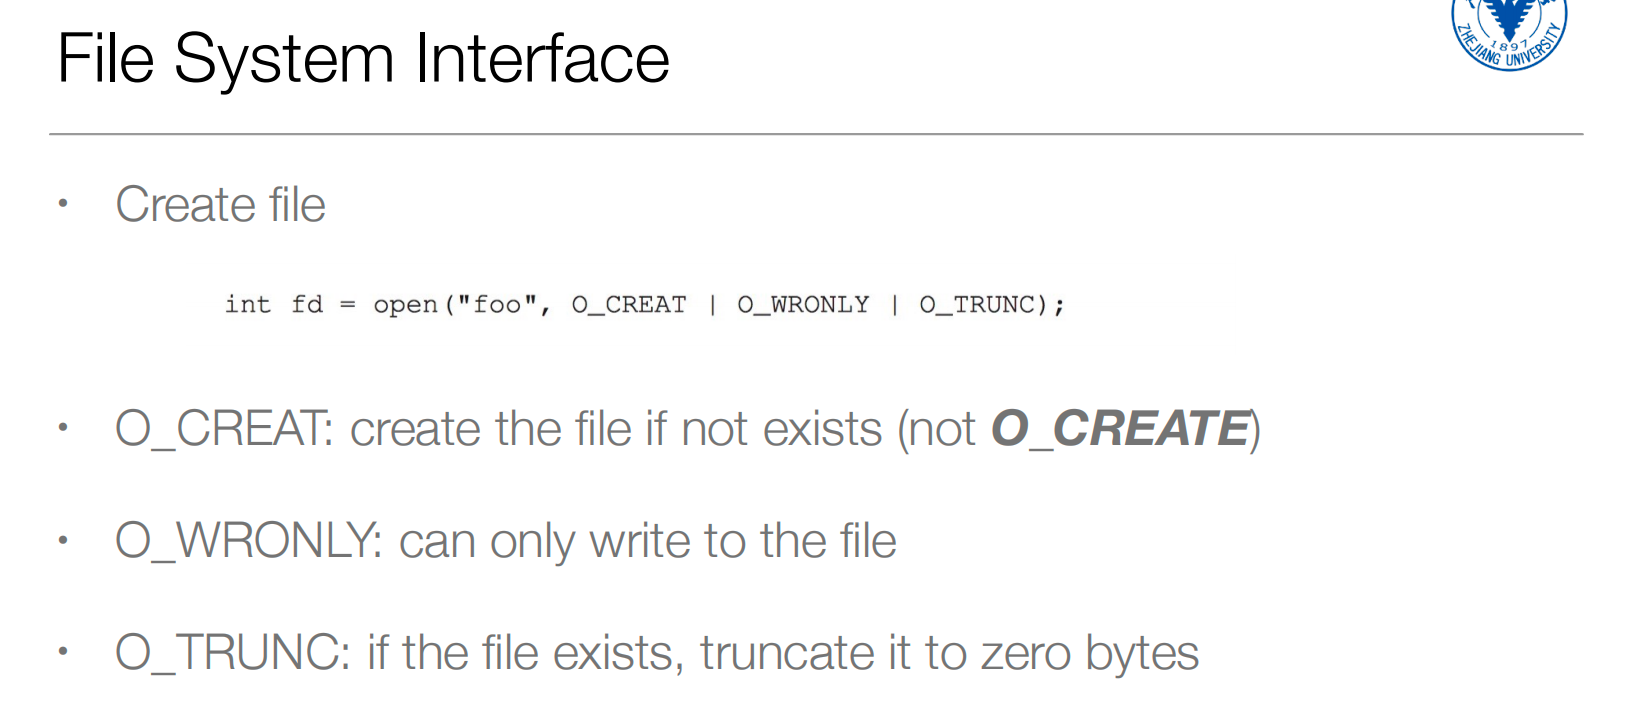 File System Interface
ZHEJIANG UNIVERSITY
1897
• Create file
int fd = open("foo", O_CREAT | O_WRONLY | O_TRUNC);
• O_CREAT: create the file if not exists (not O_CREATE)
• O_WRONLY: can only write to the file
• O_TRUNC: if the file exists, truncate it to zero bytes